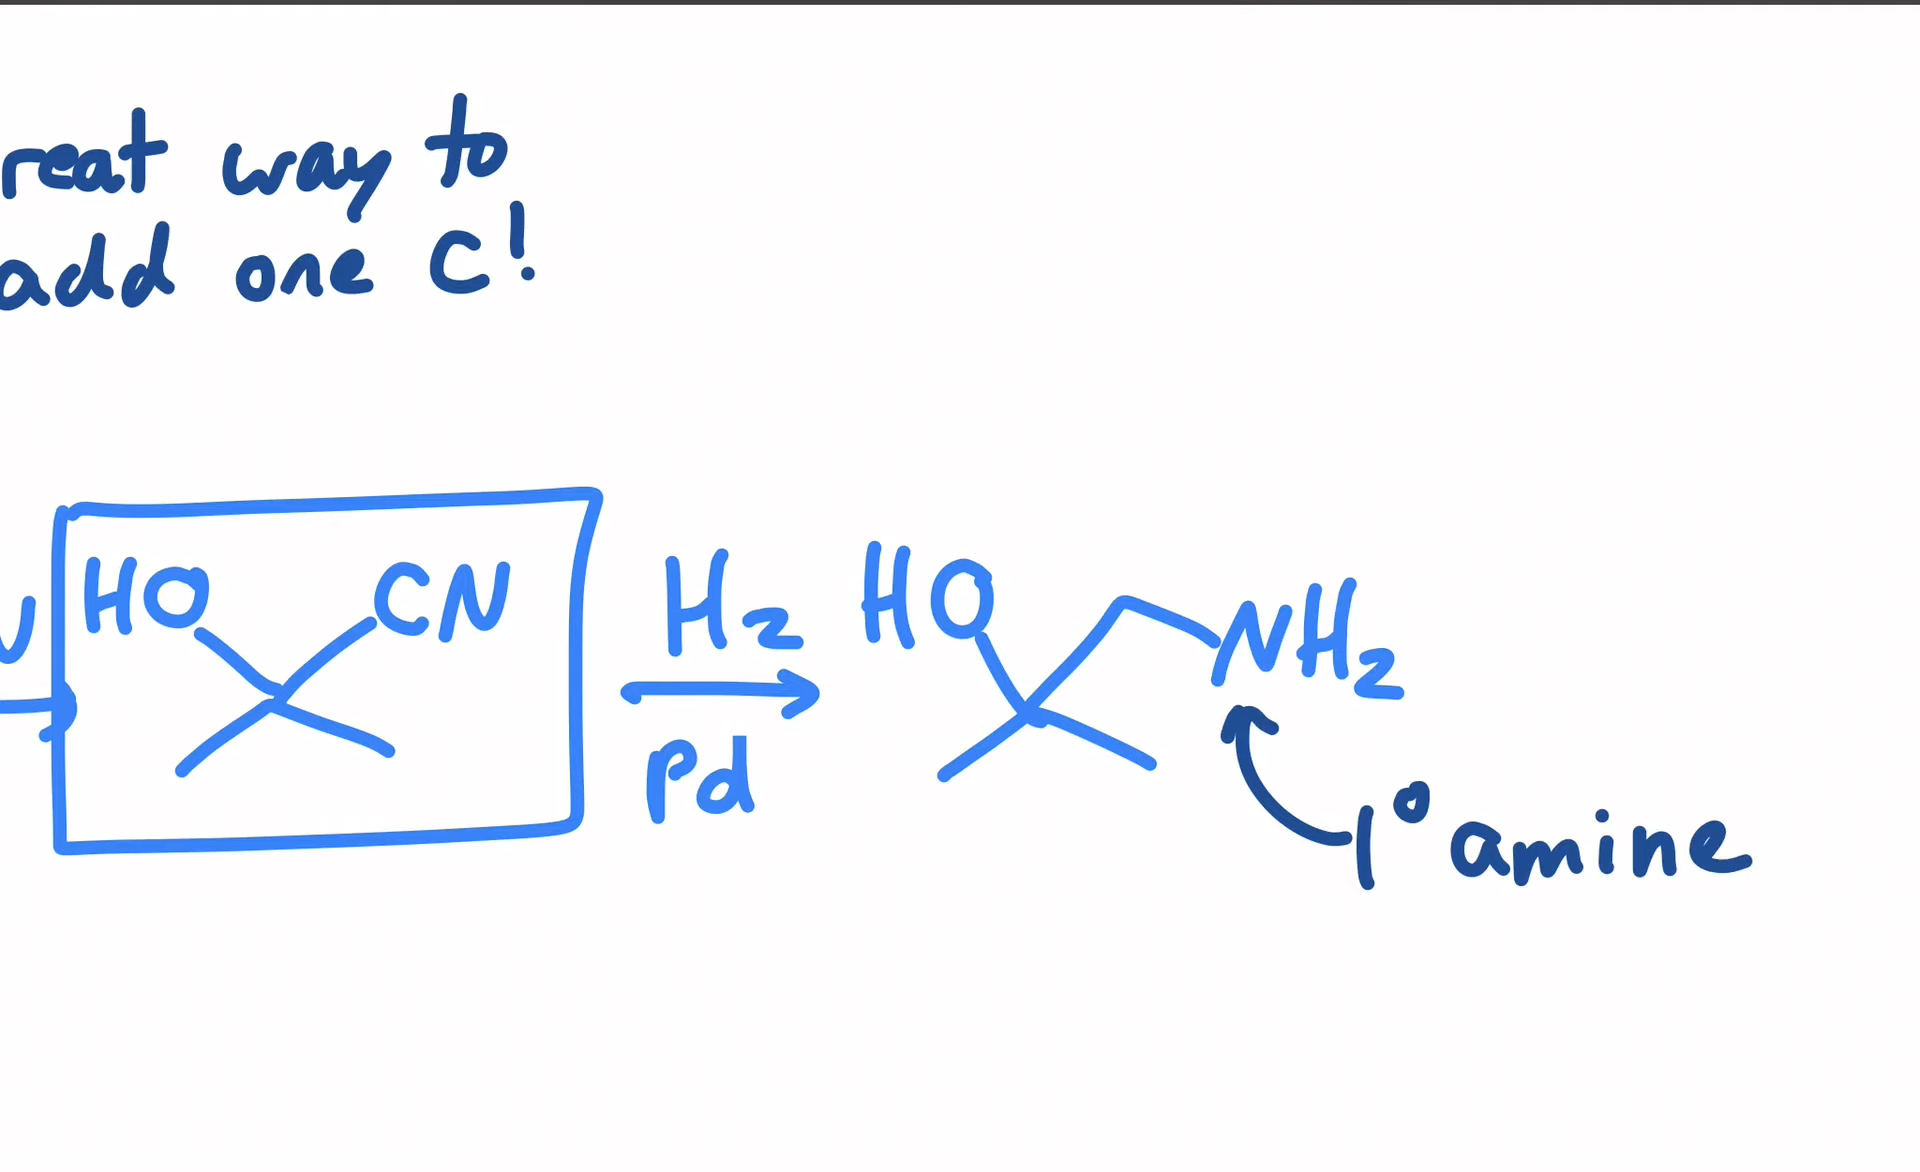 reat way to
add one C!
HO CN
H₂
Pd
HO NH₂
1° amine